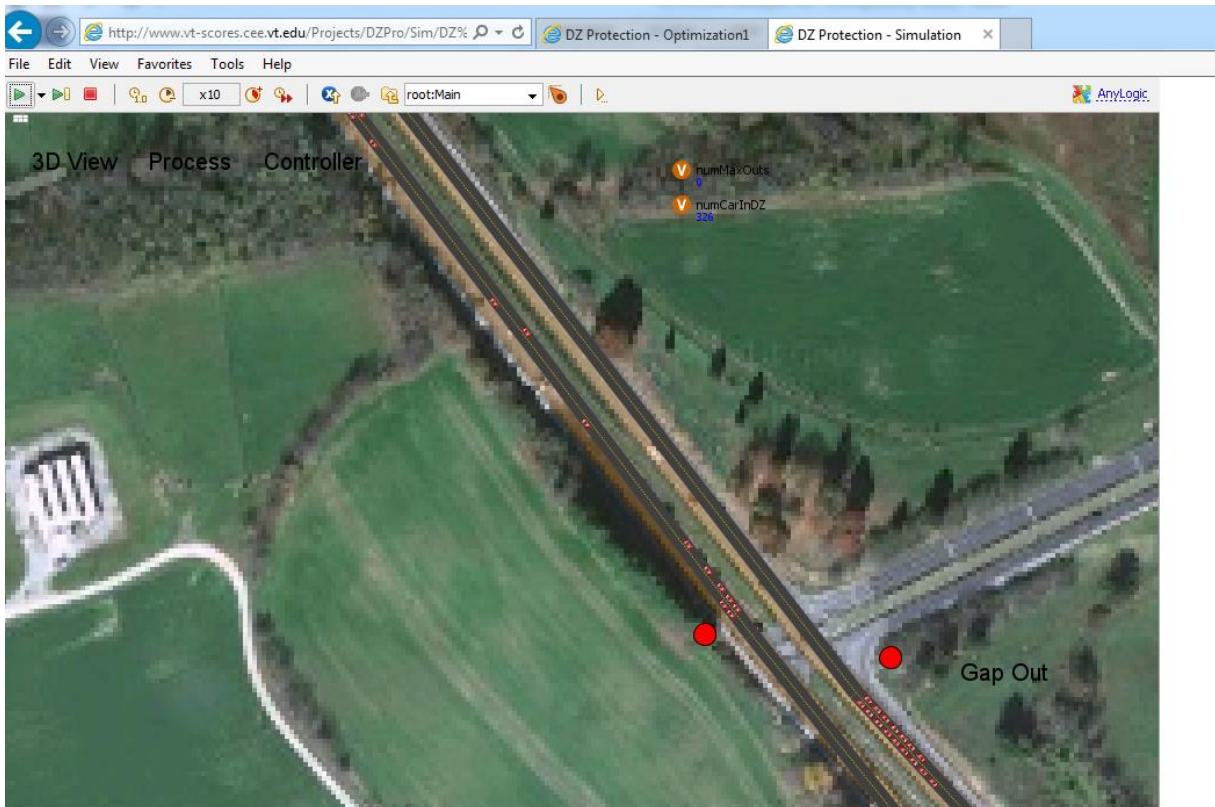 http://www.vt-scores.cee.vt.edu/Projects/DZPro/Sim/DZ%
DZ Protection - Optimization1
DZ Protection - Simulation
File Edit View Favorites Tools Help
x10
root:Main
AnyLogic
3D View Process Controller
V numMaxOuts
0
V numCarInDZ
326
Gap Out